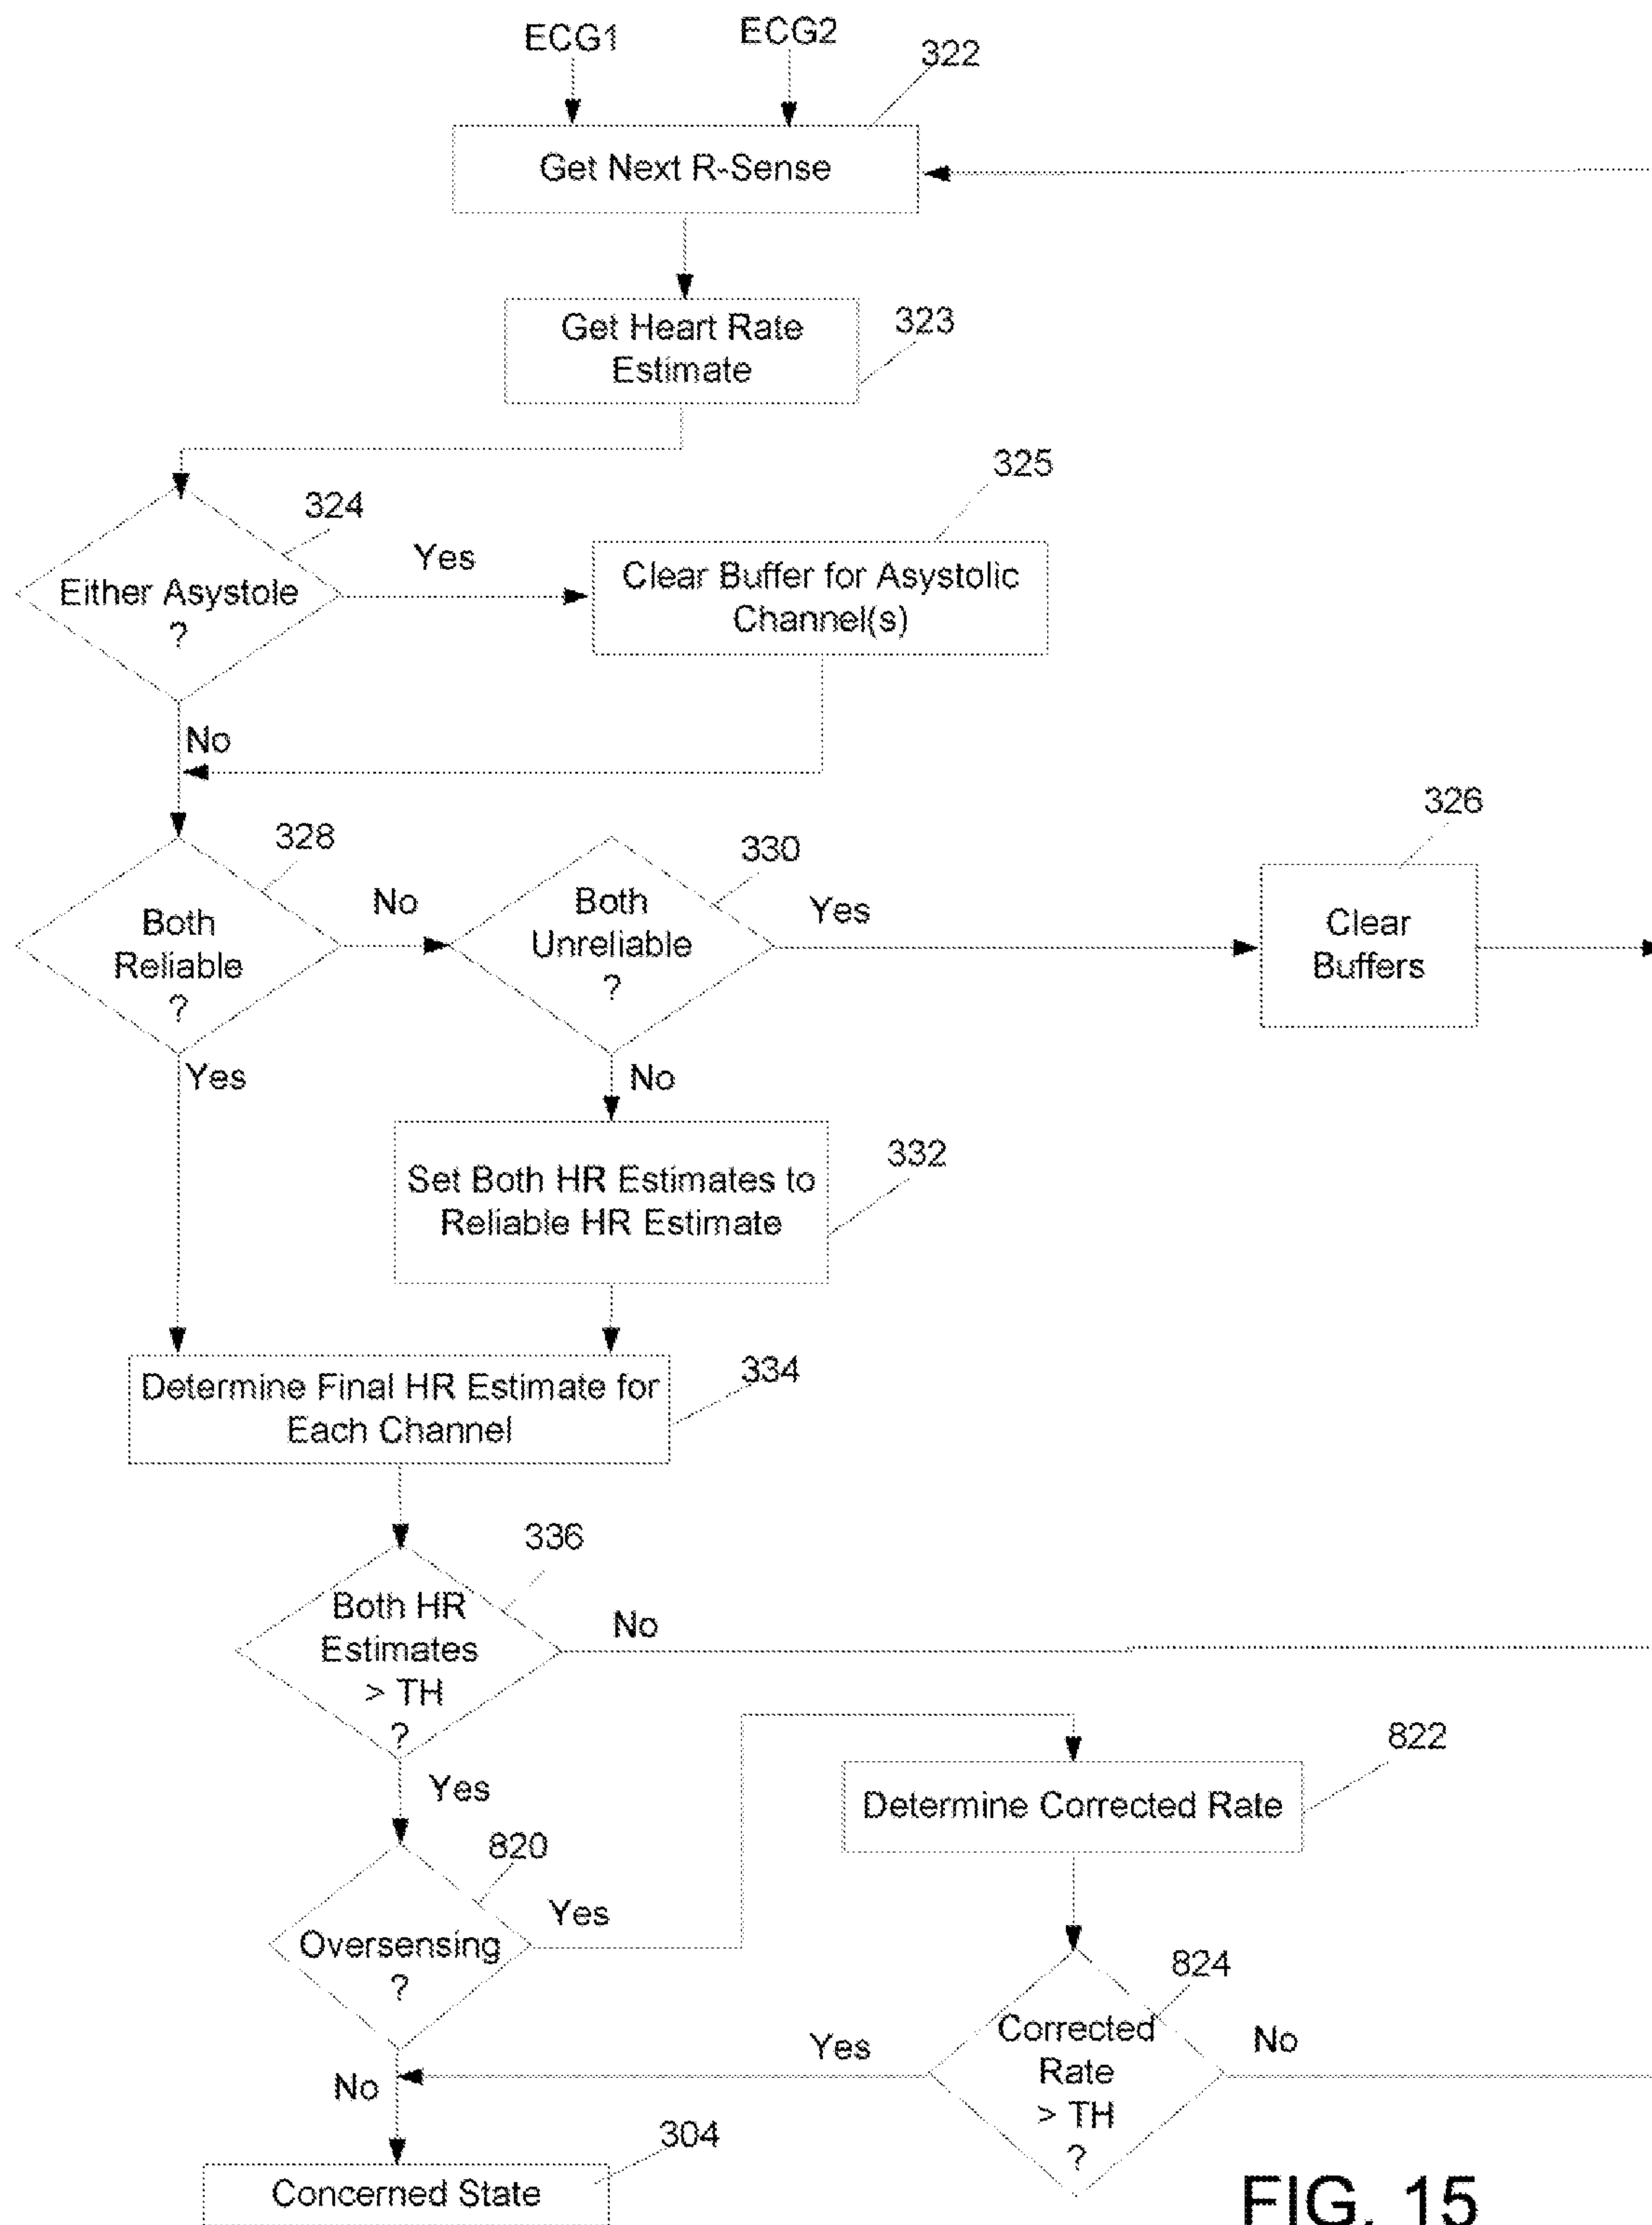 ECG1
ECG2
322
Get Next R-Sense
Get Heart Rate
Estimate
323
324
Either Asystole
?
Yes
325
Clear Buffer for Asystolic
Channel(s)
No
328
Both
Reliable
?
No
330
Both
Unreliable
?
Yes
326
Clear
Buffers
Yes
No
Set Both HR Estimates to
Reliable HR Estimate
332
Determine Final HR Estimate for
Each Channel
334
336
Both HR
Estimates
> TH
?
No
Yes
822
Determine Corrected Rate
820
Oversensing
?
Yes
824
Corrected
Rate
> TH
?
Yes
No
No
304
Concerned State
FIG. 15